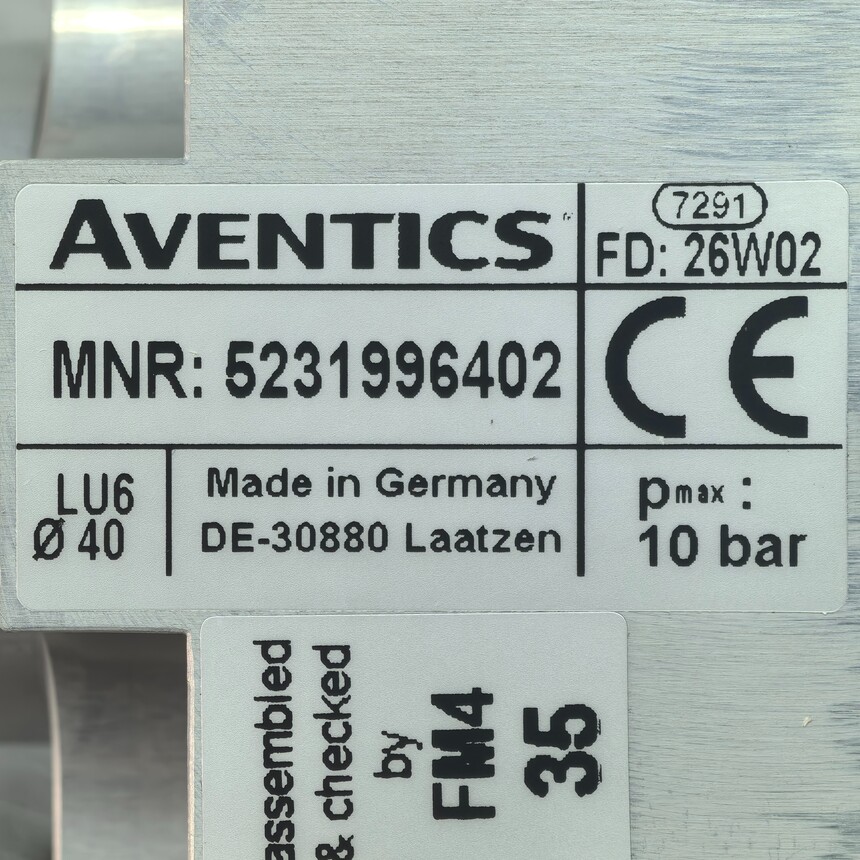 AVENTICS
7291
FD: 26W02
MNR: 5231996402
CE
LU6
Ø 40
Made in Germany
DE-30880 Laatzen
pmax :
10 bar
assembled
& checked
by
FM4
35